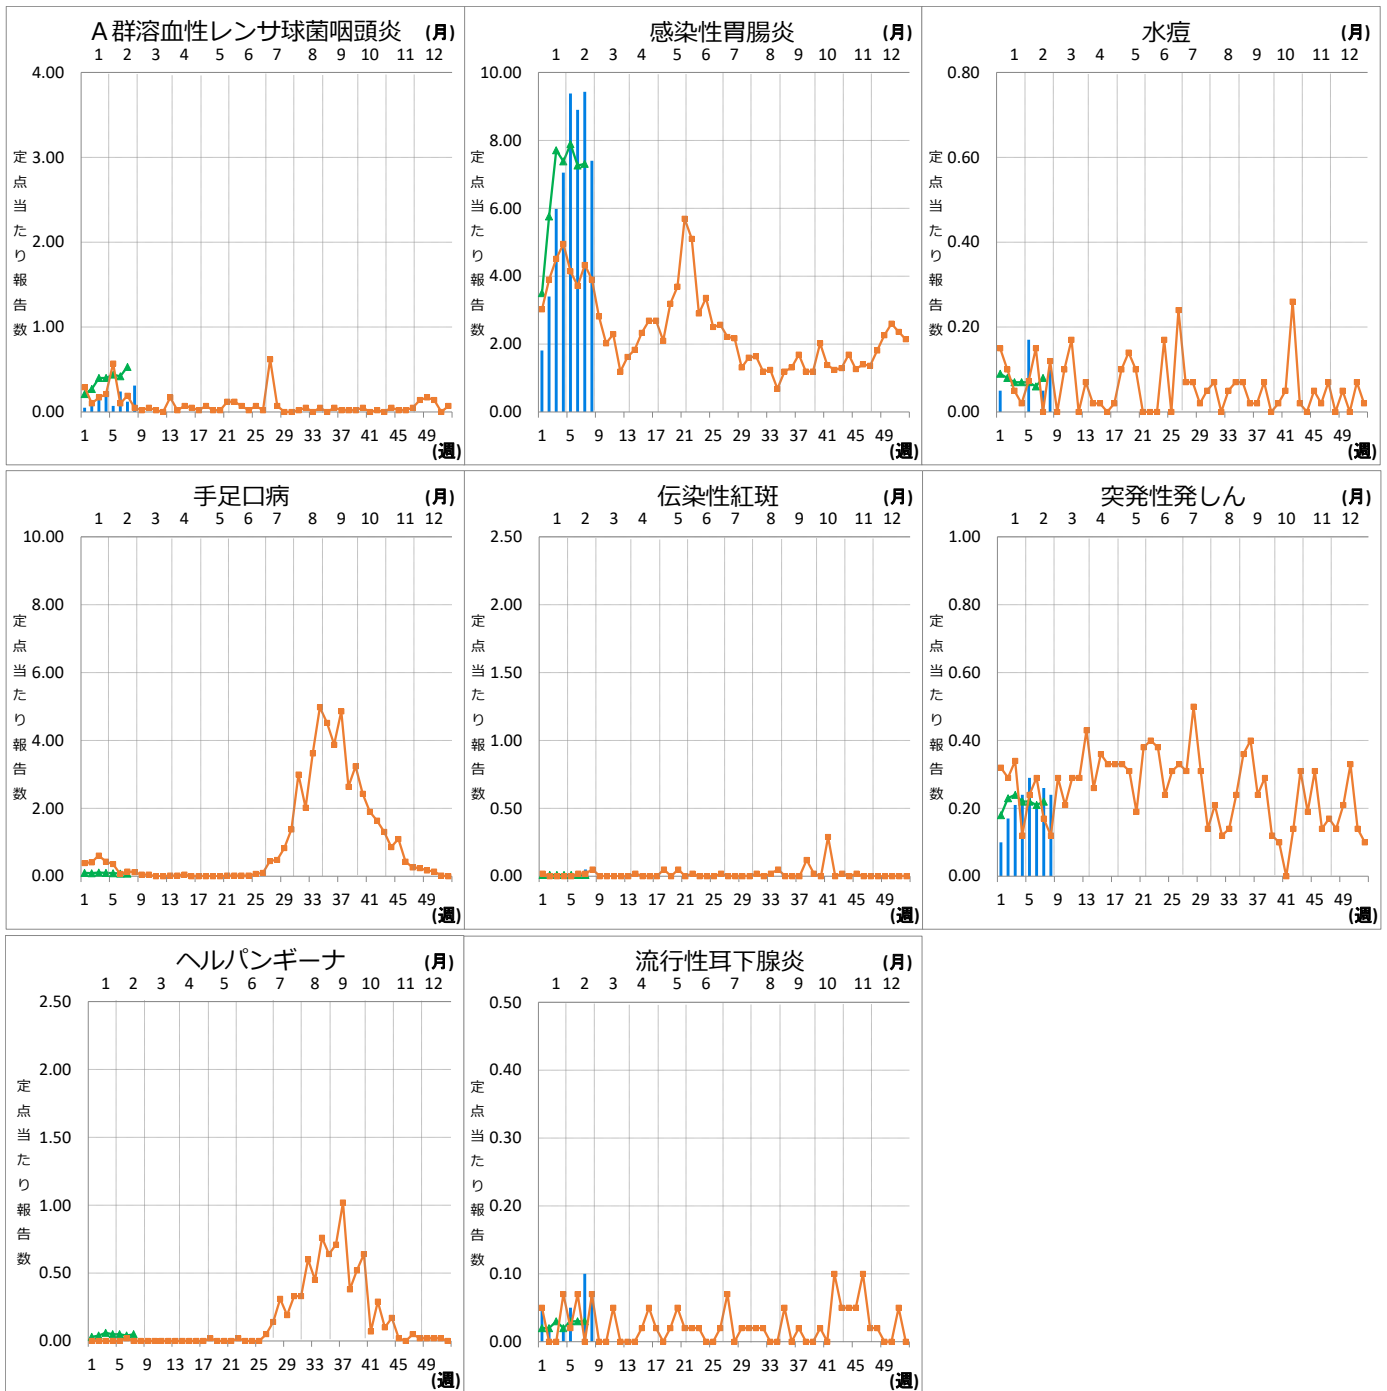 A群溶血性レンサ球菌咽頭炎 (月)
1 2 3 4 5 6 7 8 9 10 11 12
4.00
3.00
2.00
1.00
0.00
定点当たり報告数
1 5 9 13 17 21 25 29 33 37 41 45 49
(週)
感染性胃腸炎 (月)
1 2 3 4 5 6 7 8 9 10 11 12
10.00
8.00
6.00
4.00
2.00
0.00
定点当たり報告数
1 5 9 13 17 21 25 29 33 37 41 45 49
(週)
水痘 (月)
1 2 3 4 5 6 7 8 9 10 11 12
0.80
0.60
0.40
0.20
0.00
定点当たり報告数
1 5 9 13 17 21 25 29 33 37 41 45 49
(週)
手足口病 (月)
1 2 3 4 5 6 7 8 9 10 11 12
10.00
8.00
6.00
4.00
2.00
0.00
定点当たり報告数
1 5 9 13 17 21 25 29 33 37 41 45 49
(週)
伝染性紅斑 (月)
1 2 3 4 5 6 7 8 9 10 11 12
2.50
2.00
1.50
1.00
0.50
0.00
定点当たり報告数
1 5 9 13 17 21 25 29 33 37 41 45 49
(週)
突発性発しん (月)
1 2 3 4 5 6 7 8 9 10 11 12
1.00
0.80
0.60
0.40
0.20
0.00
定点当たり報告数
1 5 9 13 17 21 25 29 33 37 41 45 49
(週)
ヘルパンギーナ (月)
1 2 3 4 5 6 7 8 9 10 11 12
2.50
2.00
1.50
1.00
0.50
0.00
定点当たり報告数
1 5 9 13 17 21 25 29 33 37 41 45 49
(週)
流行性耳下腺炎 (月)
1 2 3 4 5 6 7 8 9 10 11 12
0.50
0.40
0.30
0.20
0.10
0.00
定点当たり報告数
1 5 9 13 17 21 25 29 33 37 41 45 49
(週)